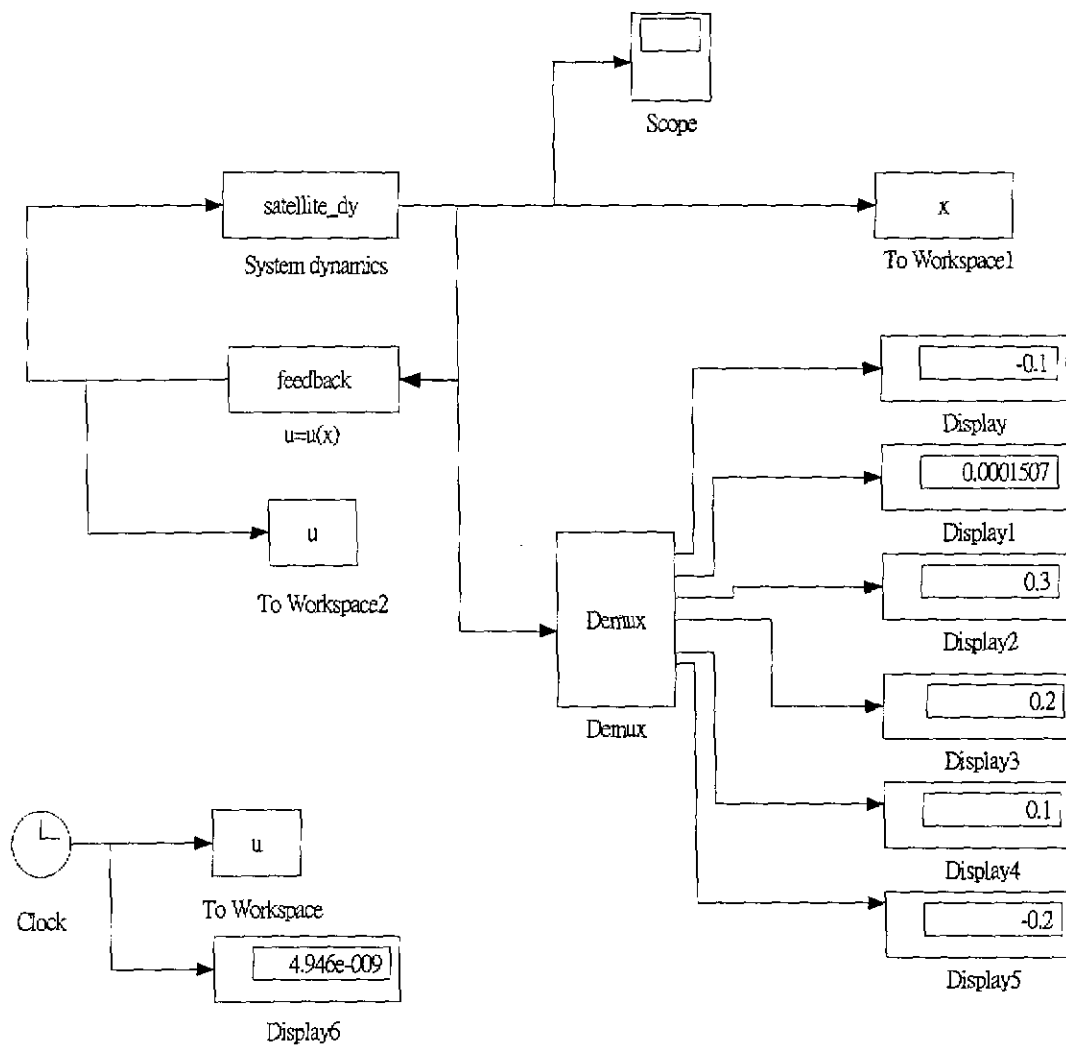 Scope
satellite_dy
System dynamics
x
To Workspace1
feedback
u=u(x)
-0.1
Display
0.0001507
Display1
u
To Workspace2
Demux
Demux
0.3
Display2
0.2
Display3
0.1
Display4
-0.2
Display5
Clock
u
To Workspace
4.946e-009
Display6